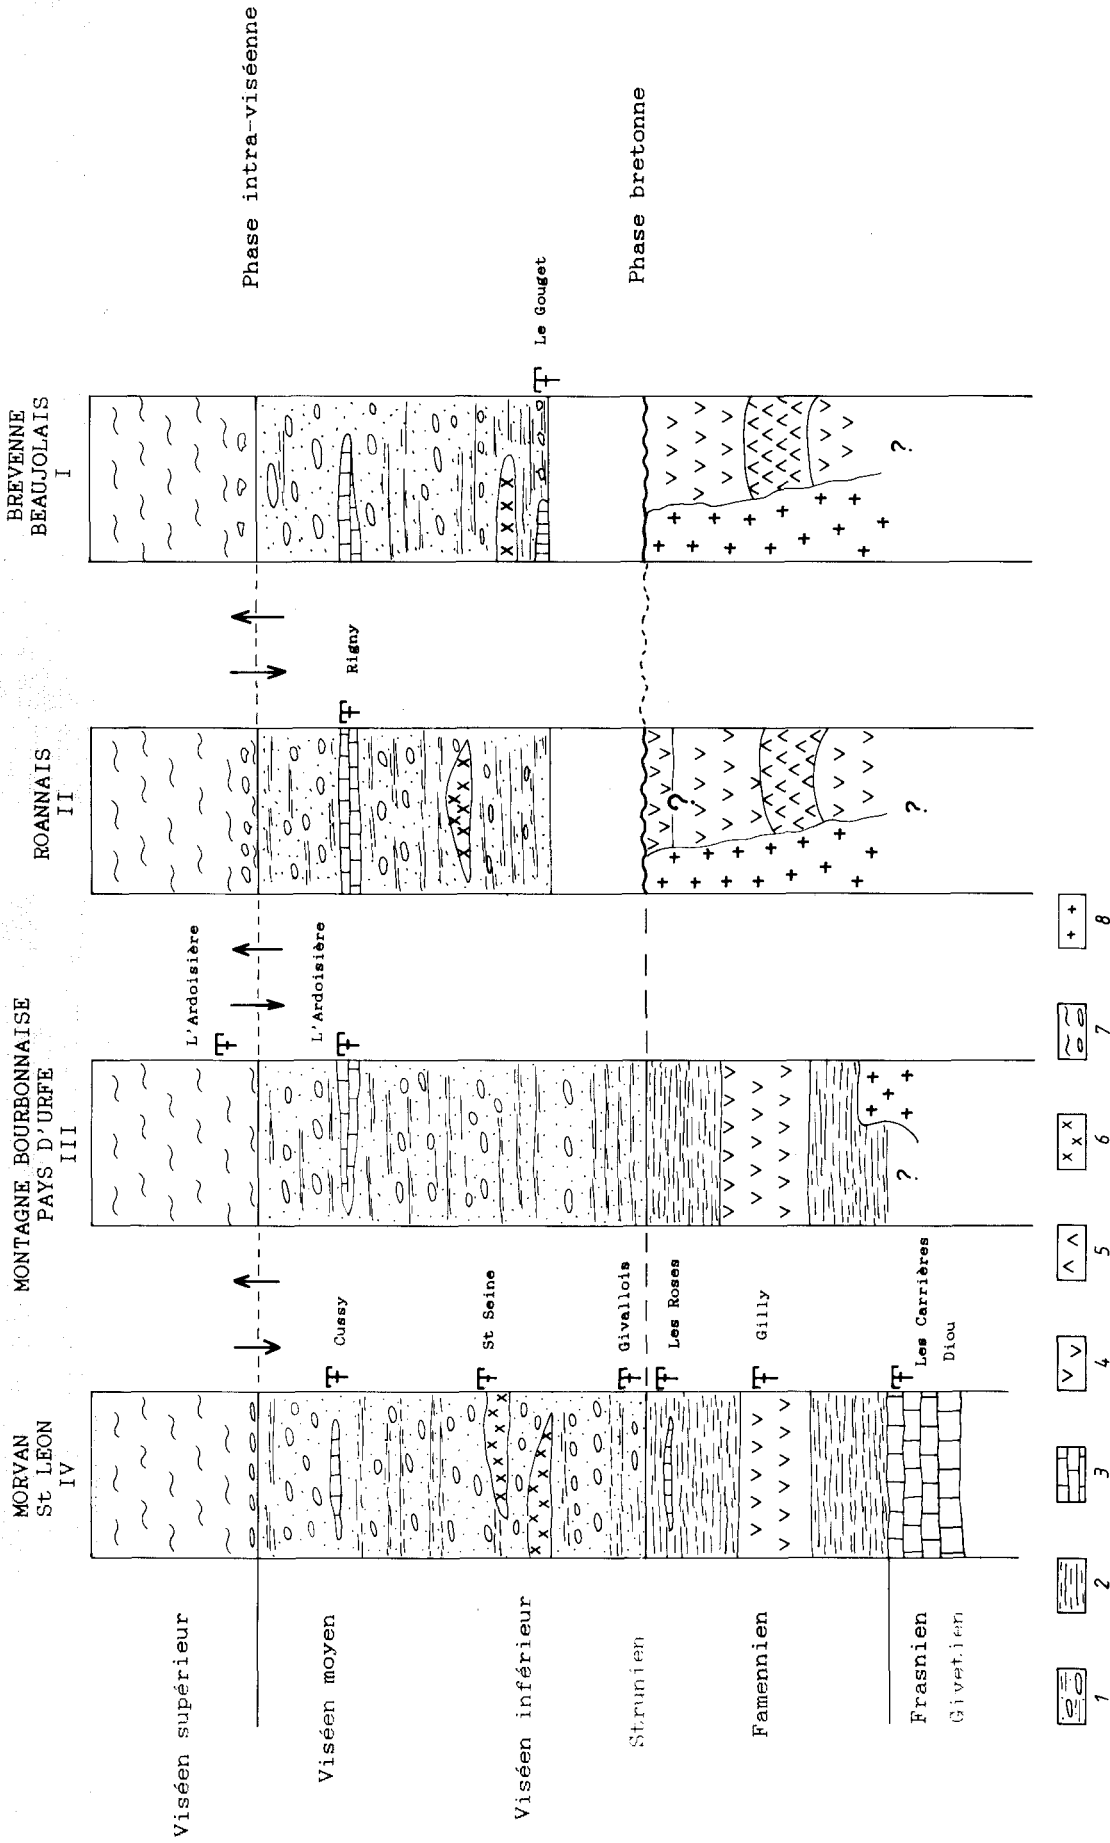 MORVAN
St LEON
IV
MONTAGNE BOURBONNAISE
PAYS D'URFE
III
ROANNAIS
II
BREVENNE
BEAUJOLAIS
I
Viséen supérieur
Viséen moyen
Viséen inférieur
Strunien
Famennien
Frasnien
Givetien
Cussy
St Seine
Givallois
Les Roses
Gilly
Les Carrières
Diou
L'Ardoisière
L'Ardoisière
?
Rigny
?
?
Le Gouget
?
Phase intra-viséenne
Phase bretonne
1
2
3
4
5
6
7
8